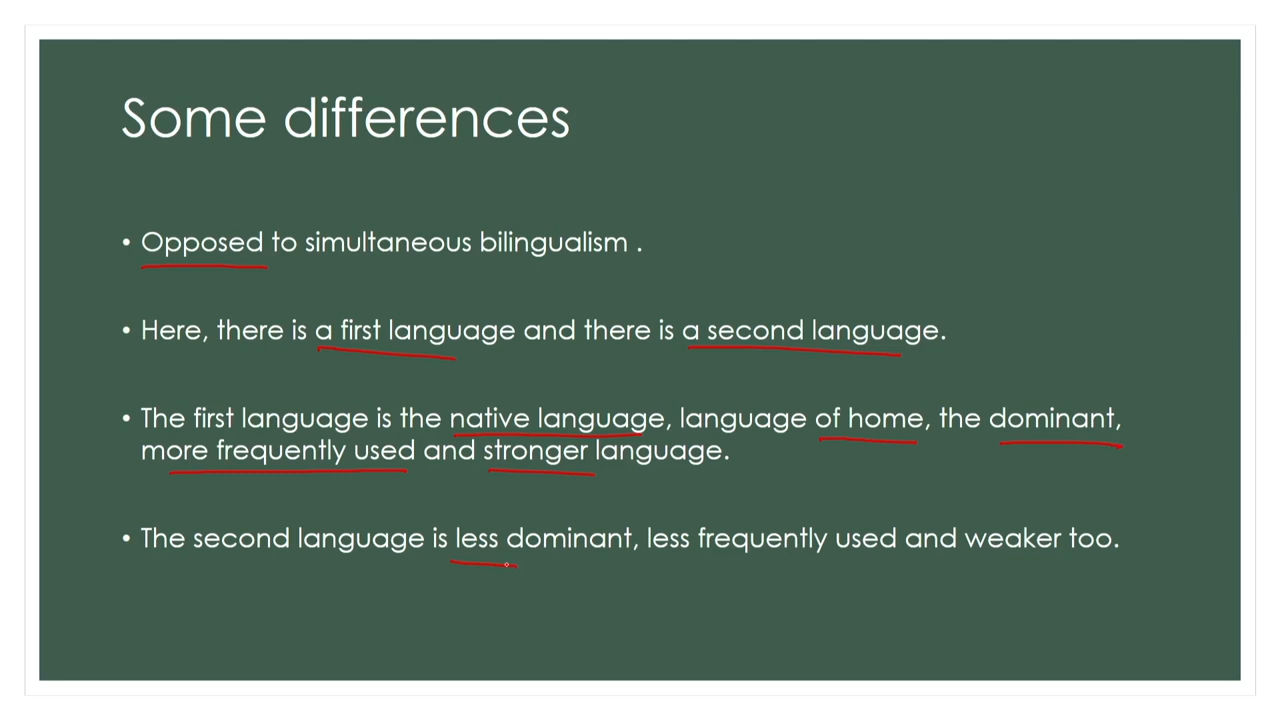 Some differences
• Opposed to simultaneous bilingualism .
• Here, there is a first language and there is a second language.
• The first language is the native language, language of home, the dominant,
more frequently used and stronger language.
• The second language is less dominant, less frequently used and weaker too.